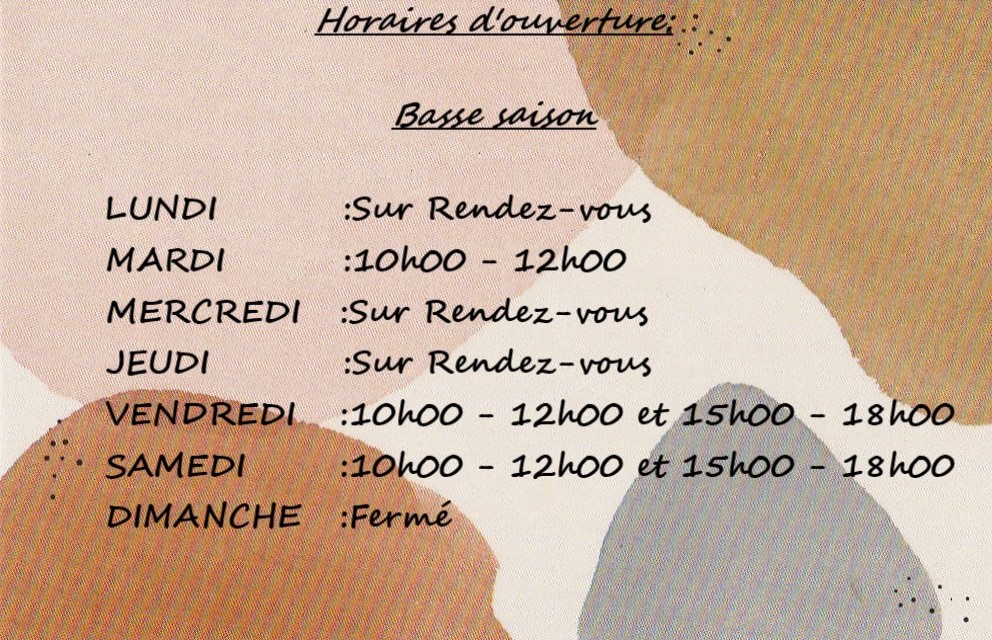 Horaires d'ouverture:
Basse saison
LUNDI :Sur Rendez-vous
MARDI :10h00 - 12h00
MERCREDI :Sur Rendez-vous
JEUDI :Sur Rendez-vous
VENDREDI :10h00 - 12h00 et 15h00 - 18h00
SAMEDI :10h00 - 12h00 et 15h00 - 18h00
DIMANCHE :Fermé